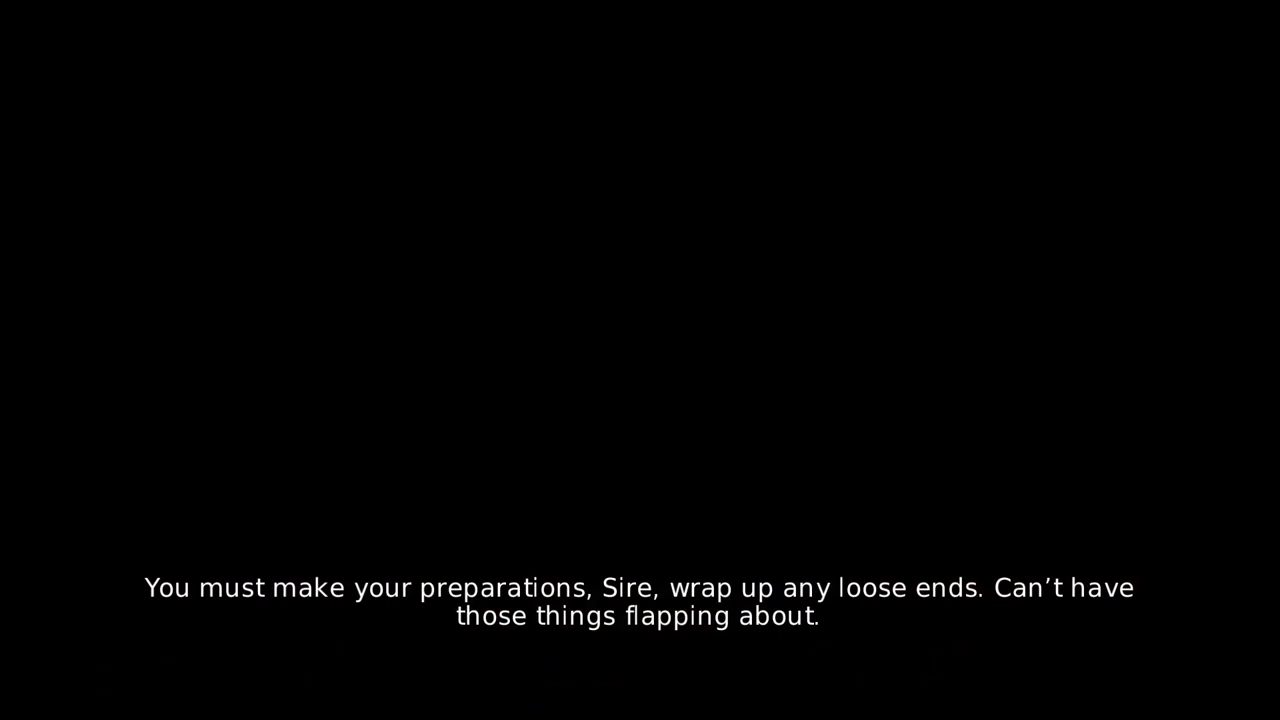 You must make your preparations, Sire, wrap up any loose ends. Can’t have
those things flapping about.